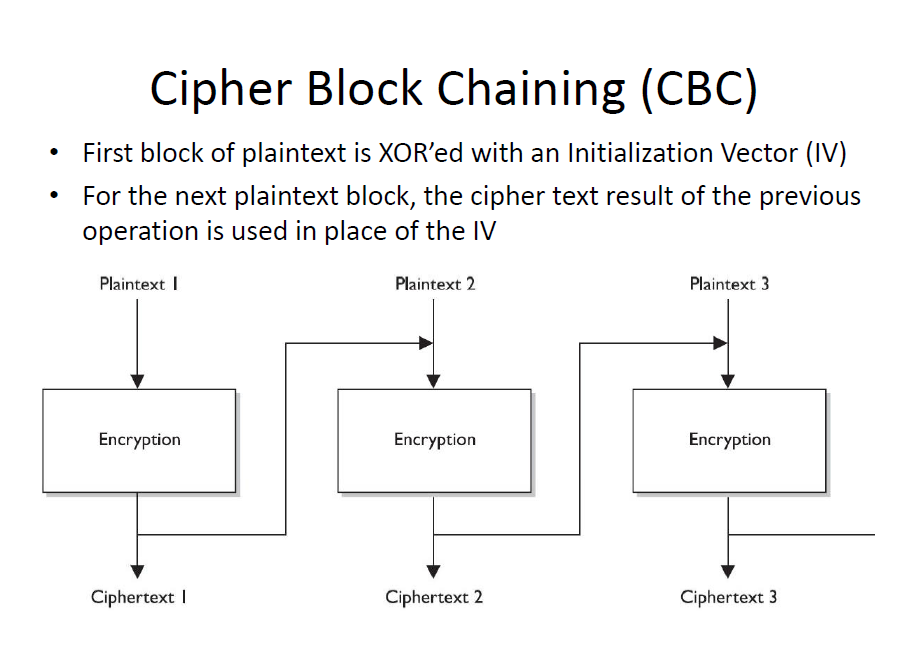 Cipher Block Chaining (CBC)
• First block of plaintext is XOR’ed with an Initialization Vector (IV)
• For the next plaintext block, the cipher text result of the previous
operation is used in place of the IV
Plaintext 1 Plaintext 2 Plaintext 3
Encryption Encryption Encryption
Ciphertext 1 Ciphertext 2 Ciphertext 3